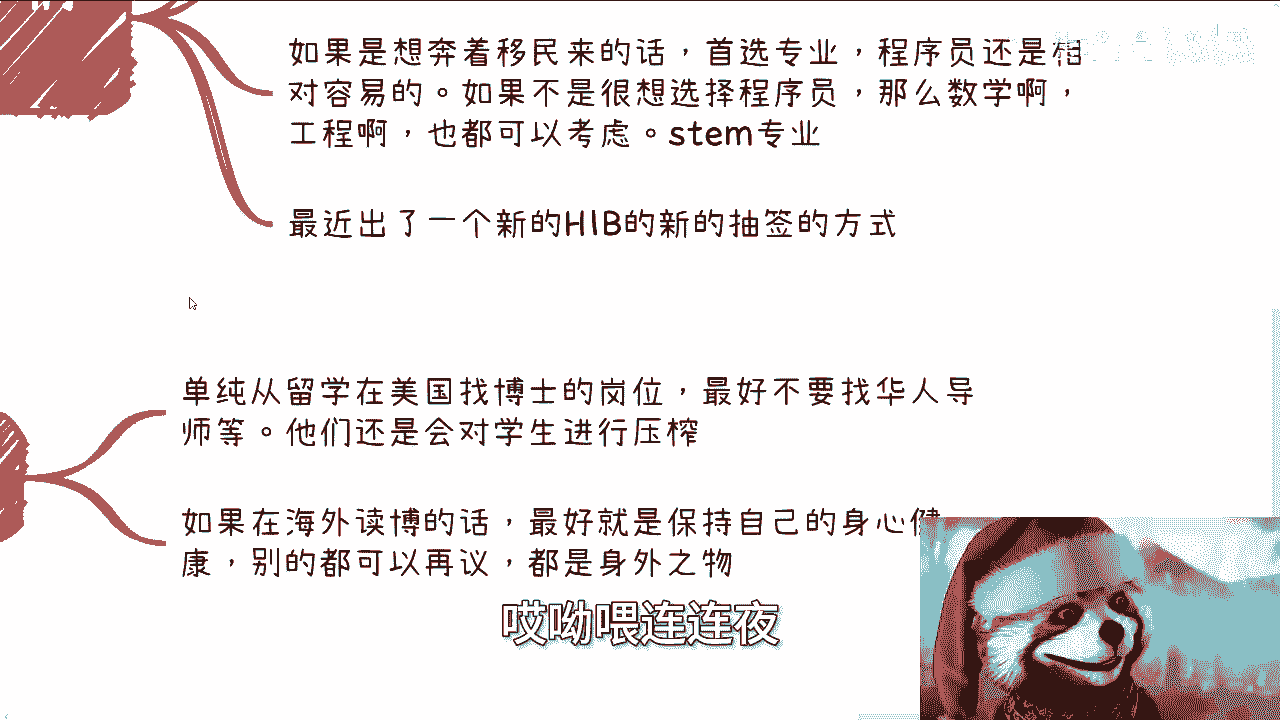 如果是想奔着移民来的话，首选专业，程序员还是相
对容易的。如果不是很想选择程序员，那么数学啊，
工程啊，也都可以考虑。stem专业
最近出了一个新的H1B的新的抽签的方式
单纯从留学在美国找博士的岗位，最好不要找华人导
师等。他们还是会对学生进行压榨
如果在海外读博的话，最好就是保持自己的身心健
康，别的都可以再议，都是身外之物
哎呦喂连连夜